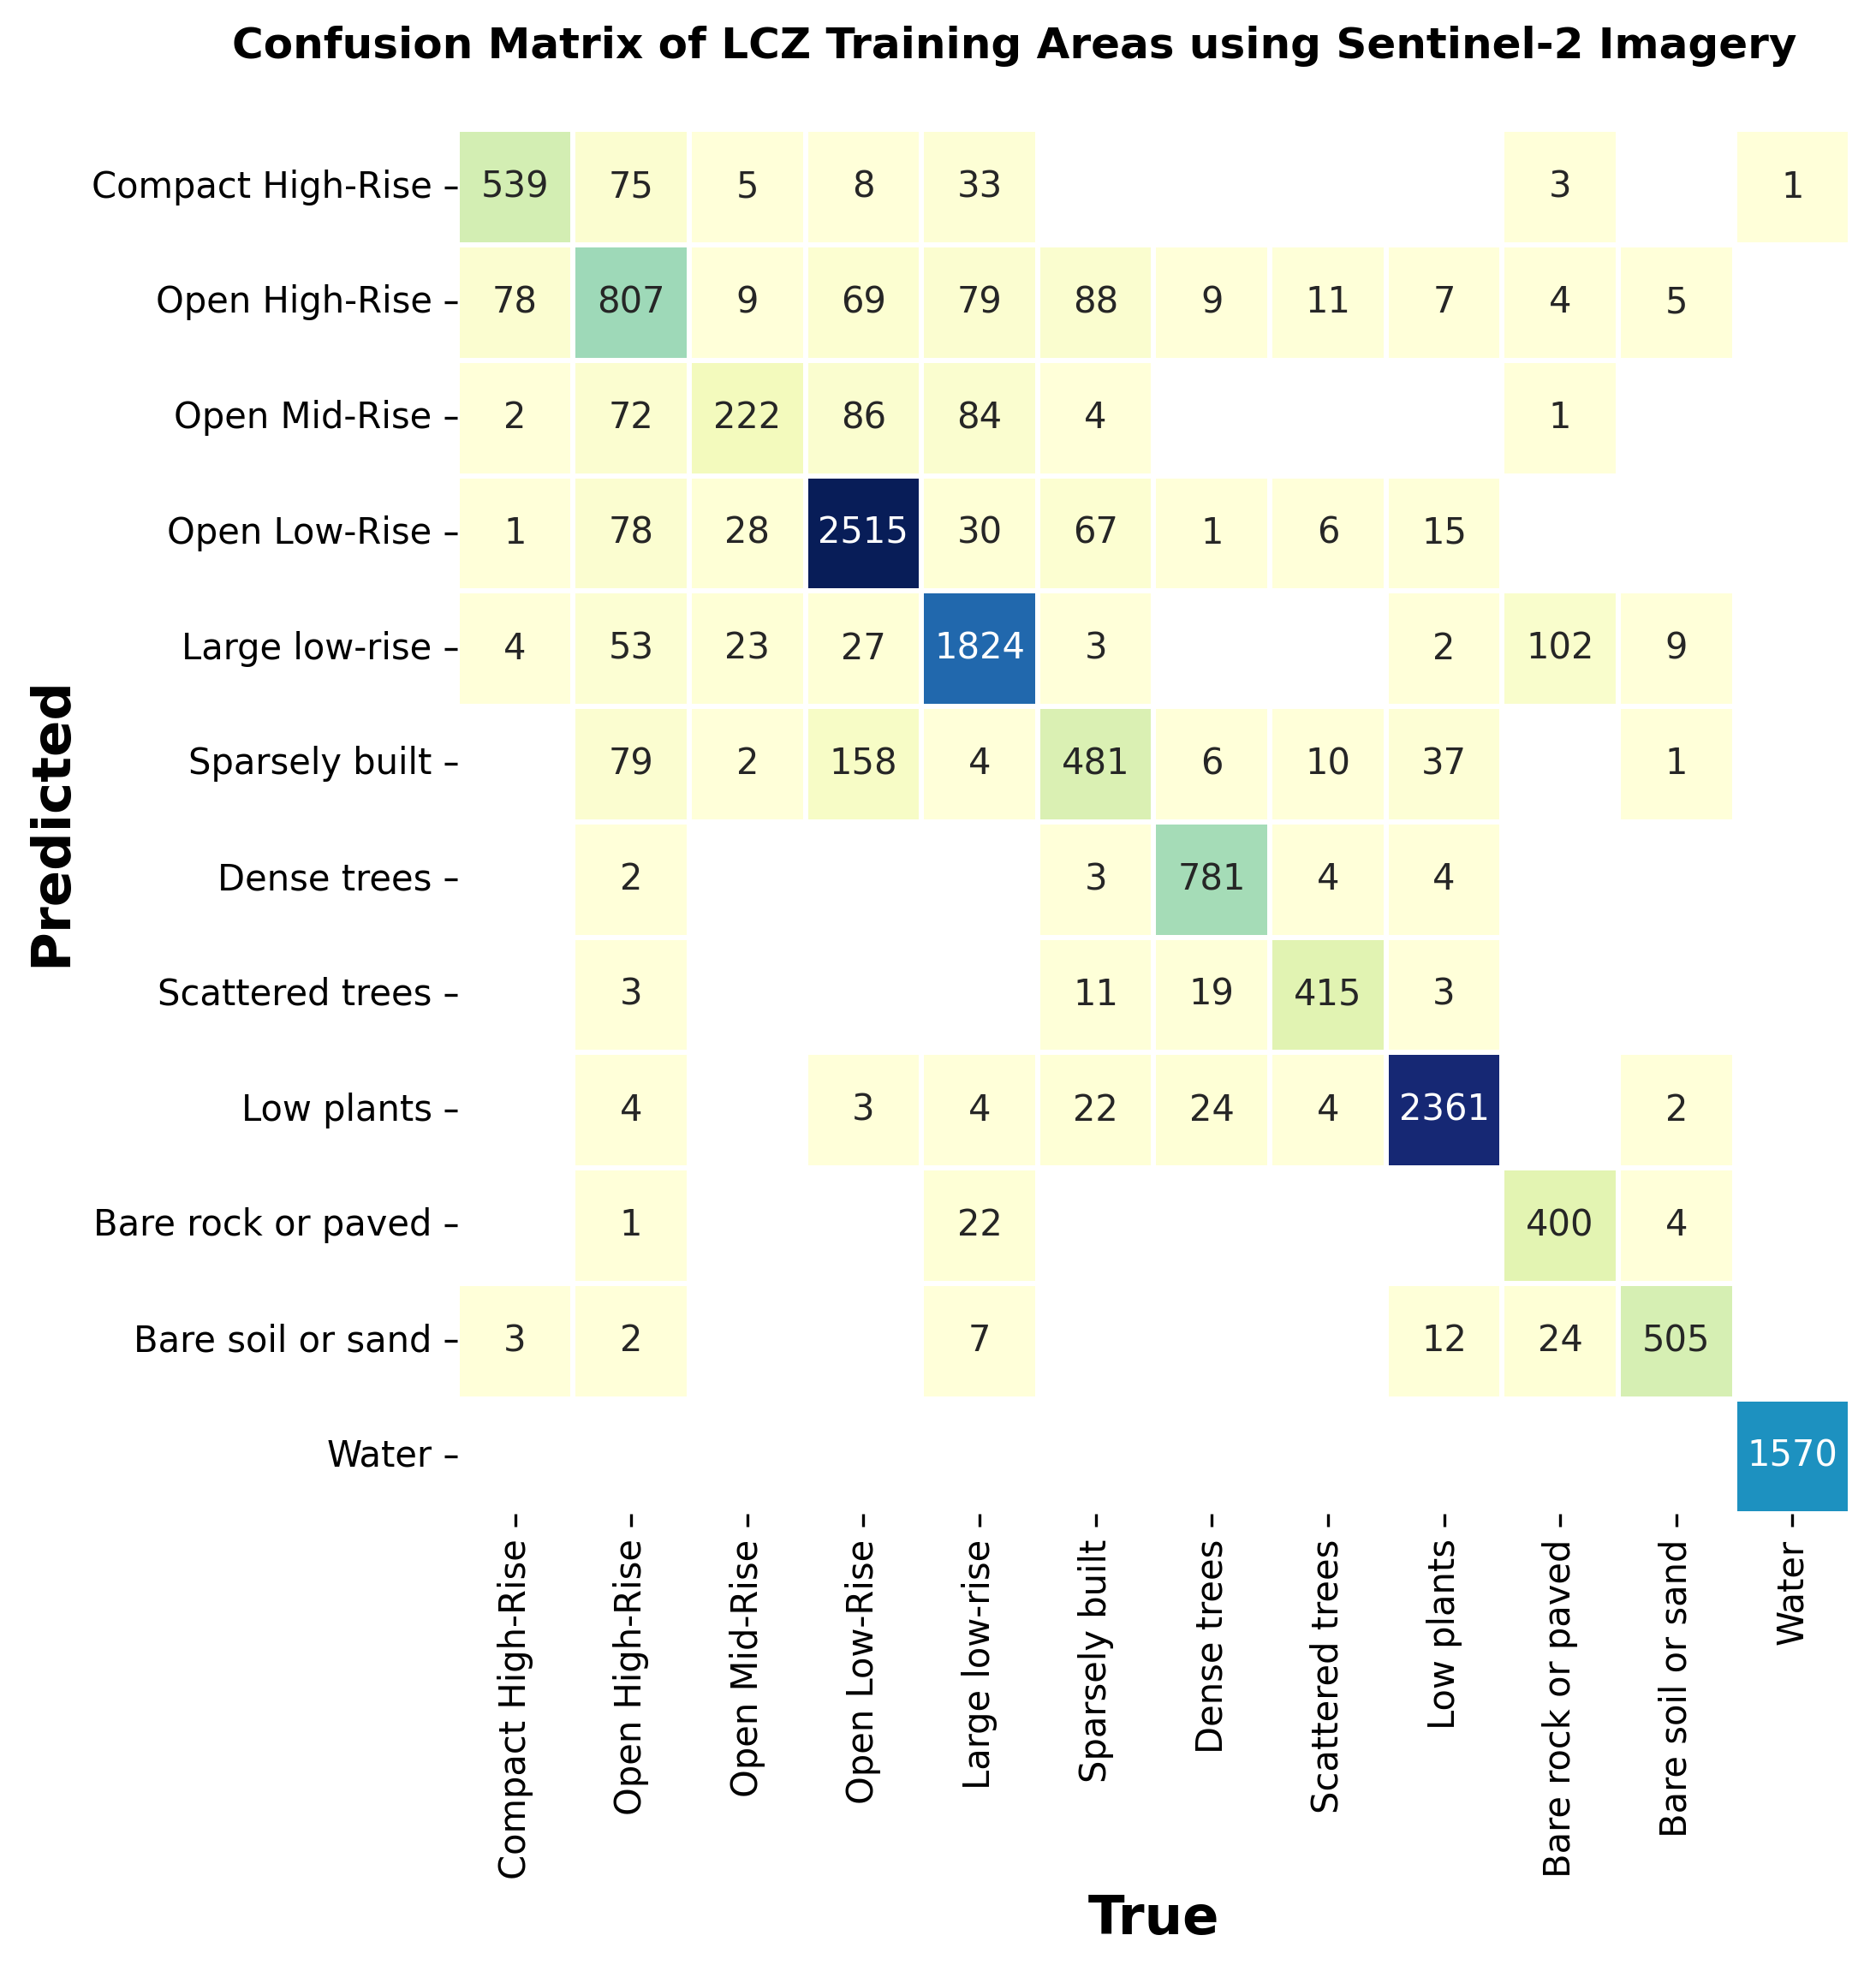 Confusion Matrix of LCZ Training Areas using Sentinel-2 Imagery
Compact High-Rise 539 75 5 8 33 3 1
Open High-Rise 78 807 9 69 79 88 9 11 7 4 5
Open Mid-Rise 2 72 222 86 84 4 1
Open Low-Rise 1 78 28 2515 30 67 1 6 15
Large low-rise 4 53 23 27 1824 3 2 102 9
Sparsely built 79 2 158 4 481 6 10 37 1
Dense trees 2 3 781 4 4
Scattered trees 3 11 19 415 3
Low plants 4 3 4 22 24 4 2361 2
Bare rock or paved 1 22 400 4
Bare soil or sand 3 2 7 12 24 505
Water 1570
Predicted
Compact High-Rise
Open High-Rise
Open Mid-Rise
Open Low-Rise
Large low-rise
Sparsely built
Dense trees
Scattered trees
Low plants
Bare rock or paved
Bare soil or sand
Water
True